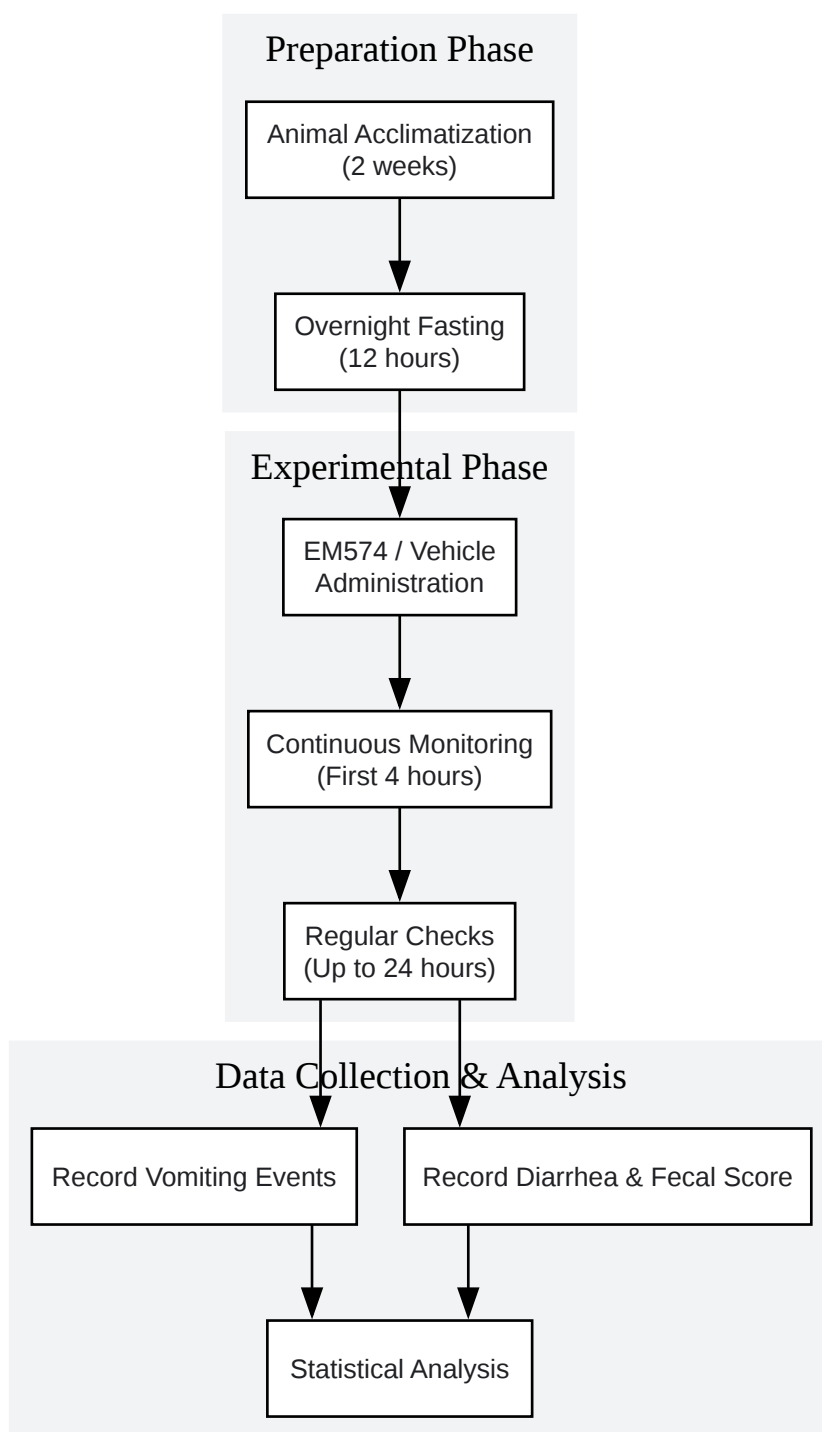 Preparation Phase
Animal Acclimatization
(2 weeks)
Overnight Fasting
(12 hours)
Experimental Phase
EM574 / Vehicle
Administration
Continuous Monitoring
(First 4 hours)
Regular Checks
(Up to 24 hours)
Data Collection & Analysis
Record Vomiting Events
Record Diarrhea & Fecal Score
Statistical Analysis